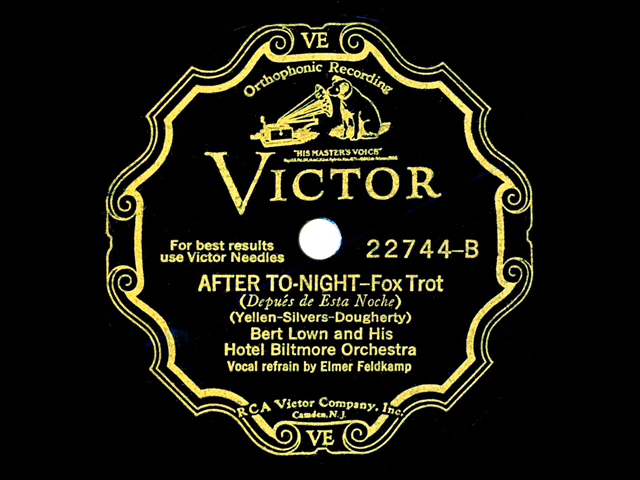 VE
Orthophonic Recording
"HIS MASTER'S VOICE"
VICTOR
For best results
use Victor Needles
22744-B
AFTER TO-NIGHT-Fox Trot
(Depués de Esta Noche)
(Yellen-Silvers-Dougherty)
Bert Lown and His
Hotel Biltmore Orchestra
Vocal refrain by Elmer Feldkamp
RCA Victor Company, Inc.
Camden, N. J.
VE